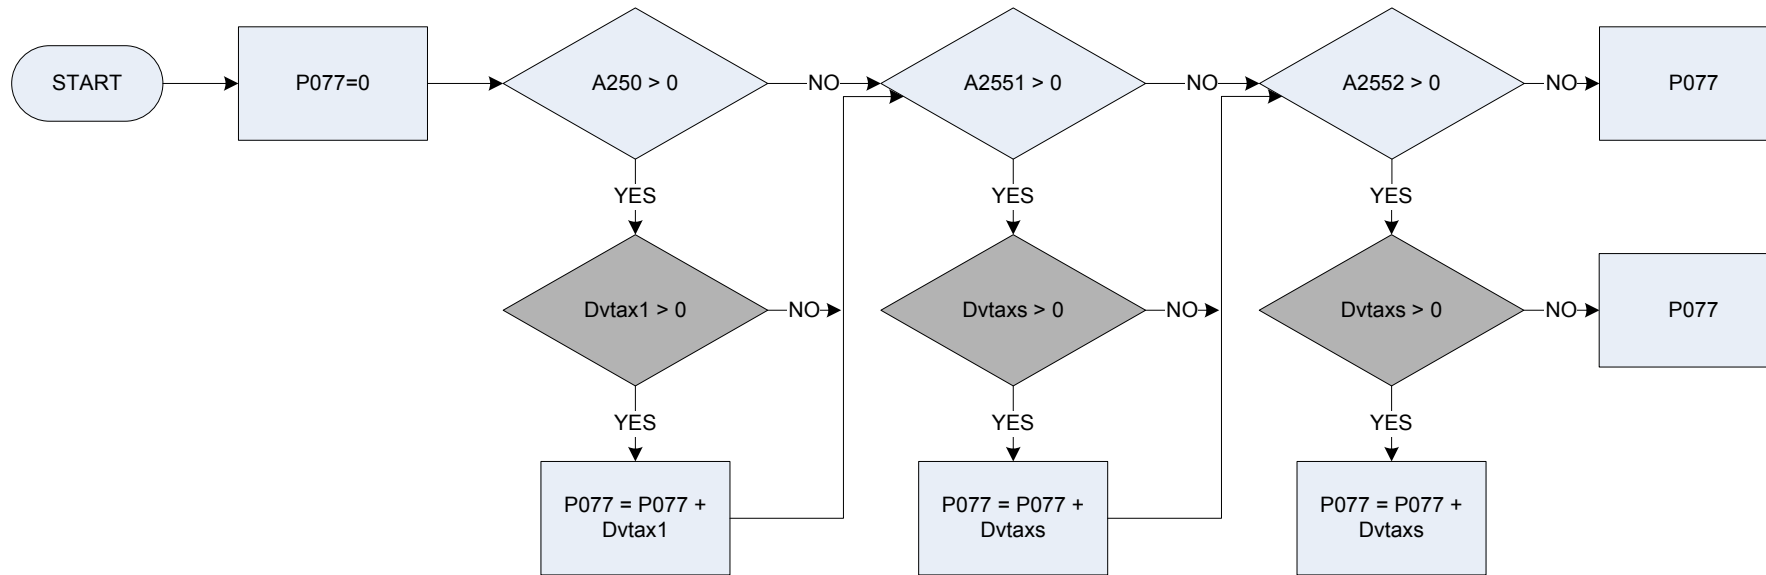 START
P077=0
A250 > 0
NO
A2551 > 0
NO
A2552 > 0
NO
P077
YES
YES
YES
Dvtax1 > 0
NO
Dvtaxs > 0
NO
Dvtaxs > 0
NO
P077
YES
YES
YES
P077 = P077 +
Dvtax1
P077 = P077 +
Dvtaxs
P077 = P077 +
Dvtaxs